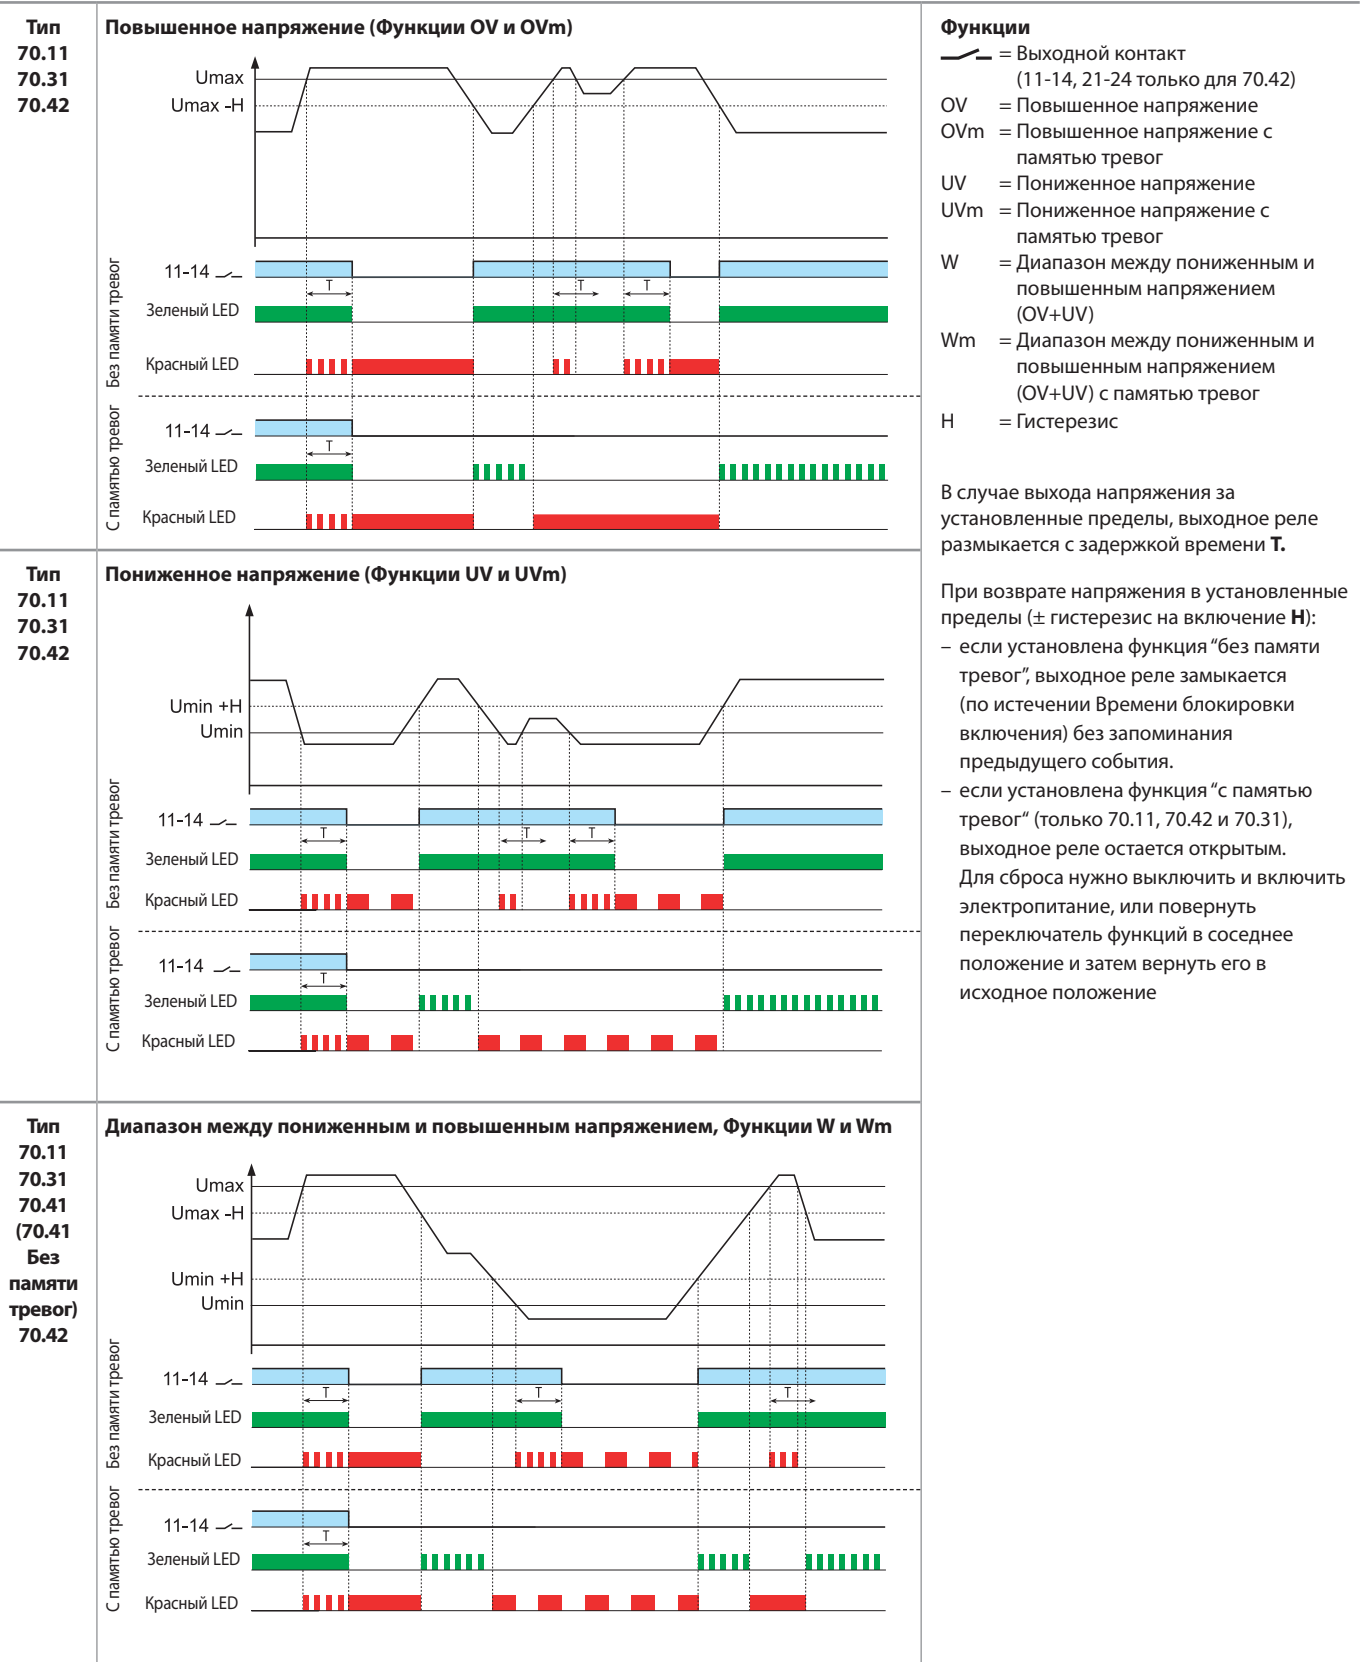 Тип
70.11
70.31
70.42
Повышенное напряжение (Функции OV и OVm)
Umax
Umax -H
Без памяти тревог
11-14
T
T
T
Зеленый LED
Красный LED
С памятью тревог
11-14
T
Зеленый LED
Красный LED
Тип
70.11
70.31
70.42
Пониженное напряжение (Функции UV и UVm)
Umin +H
Umin
Без памяти тревог
11-14
T
T
T
Зеленый LED
Красный LED
С памятью тревог
11-14
T
Зеленый LED
Красный LED
Тип
70.11
70.31
70.41
(70.41
Без
памяти
тревог)
70.42
Диапазон между пониженным и повышенным напряжением, Функции W и Wm
Umax
Umax -H
Umin +H
Umin
Без памяти тревог
11-14
T
T
T
Зеленый LED
Красный LED
С памятью тревог
11-14
T
Зеленый LED
Красный LED
Функции
= Выходной контакт
(11-14, 21-24 только для 70.42)
OV = Повышенное напряжение
OVm = Повышенное напряжение с
памятью тревог
UV = Пониженное напряжение
UVm = Пониженное напряжение с
памятью тревог
W = Диапазон между пониженным и
повышенным напряжением
(OV+UV)
Wm = Диапазон между пониженным и
повышенным напряжением
(OV+UV) с памятью тревог
H = Гистерезис
В случае выхода напряжения за
установленные пределы, выходное реле
размыкается с задержкой времени T.
При возврате напряжения в установленные
пределы (± гистерезис на включение H):
– если установлена функция “без памяти
тревог”, выходное реле замыкается
(по истечении Времени блокировки
включения) без запоминания
предыдущего события.
– если установлена функция “с памятью
тревог“ (только 70.11, 70.42 и 70.31),
выходное реле остается открытым.
Для сброса нужно выключить и включить
электропитание, или повернуть
переключатель функций в соседнее
положение и затем вернуть его в
исходное положение